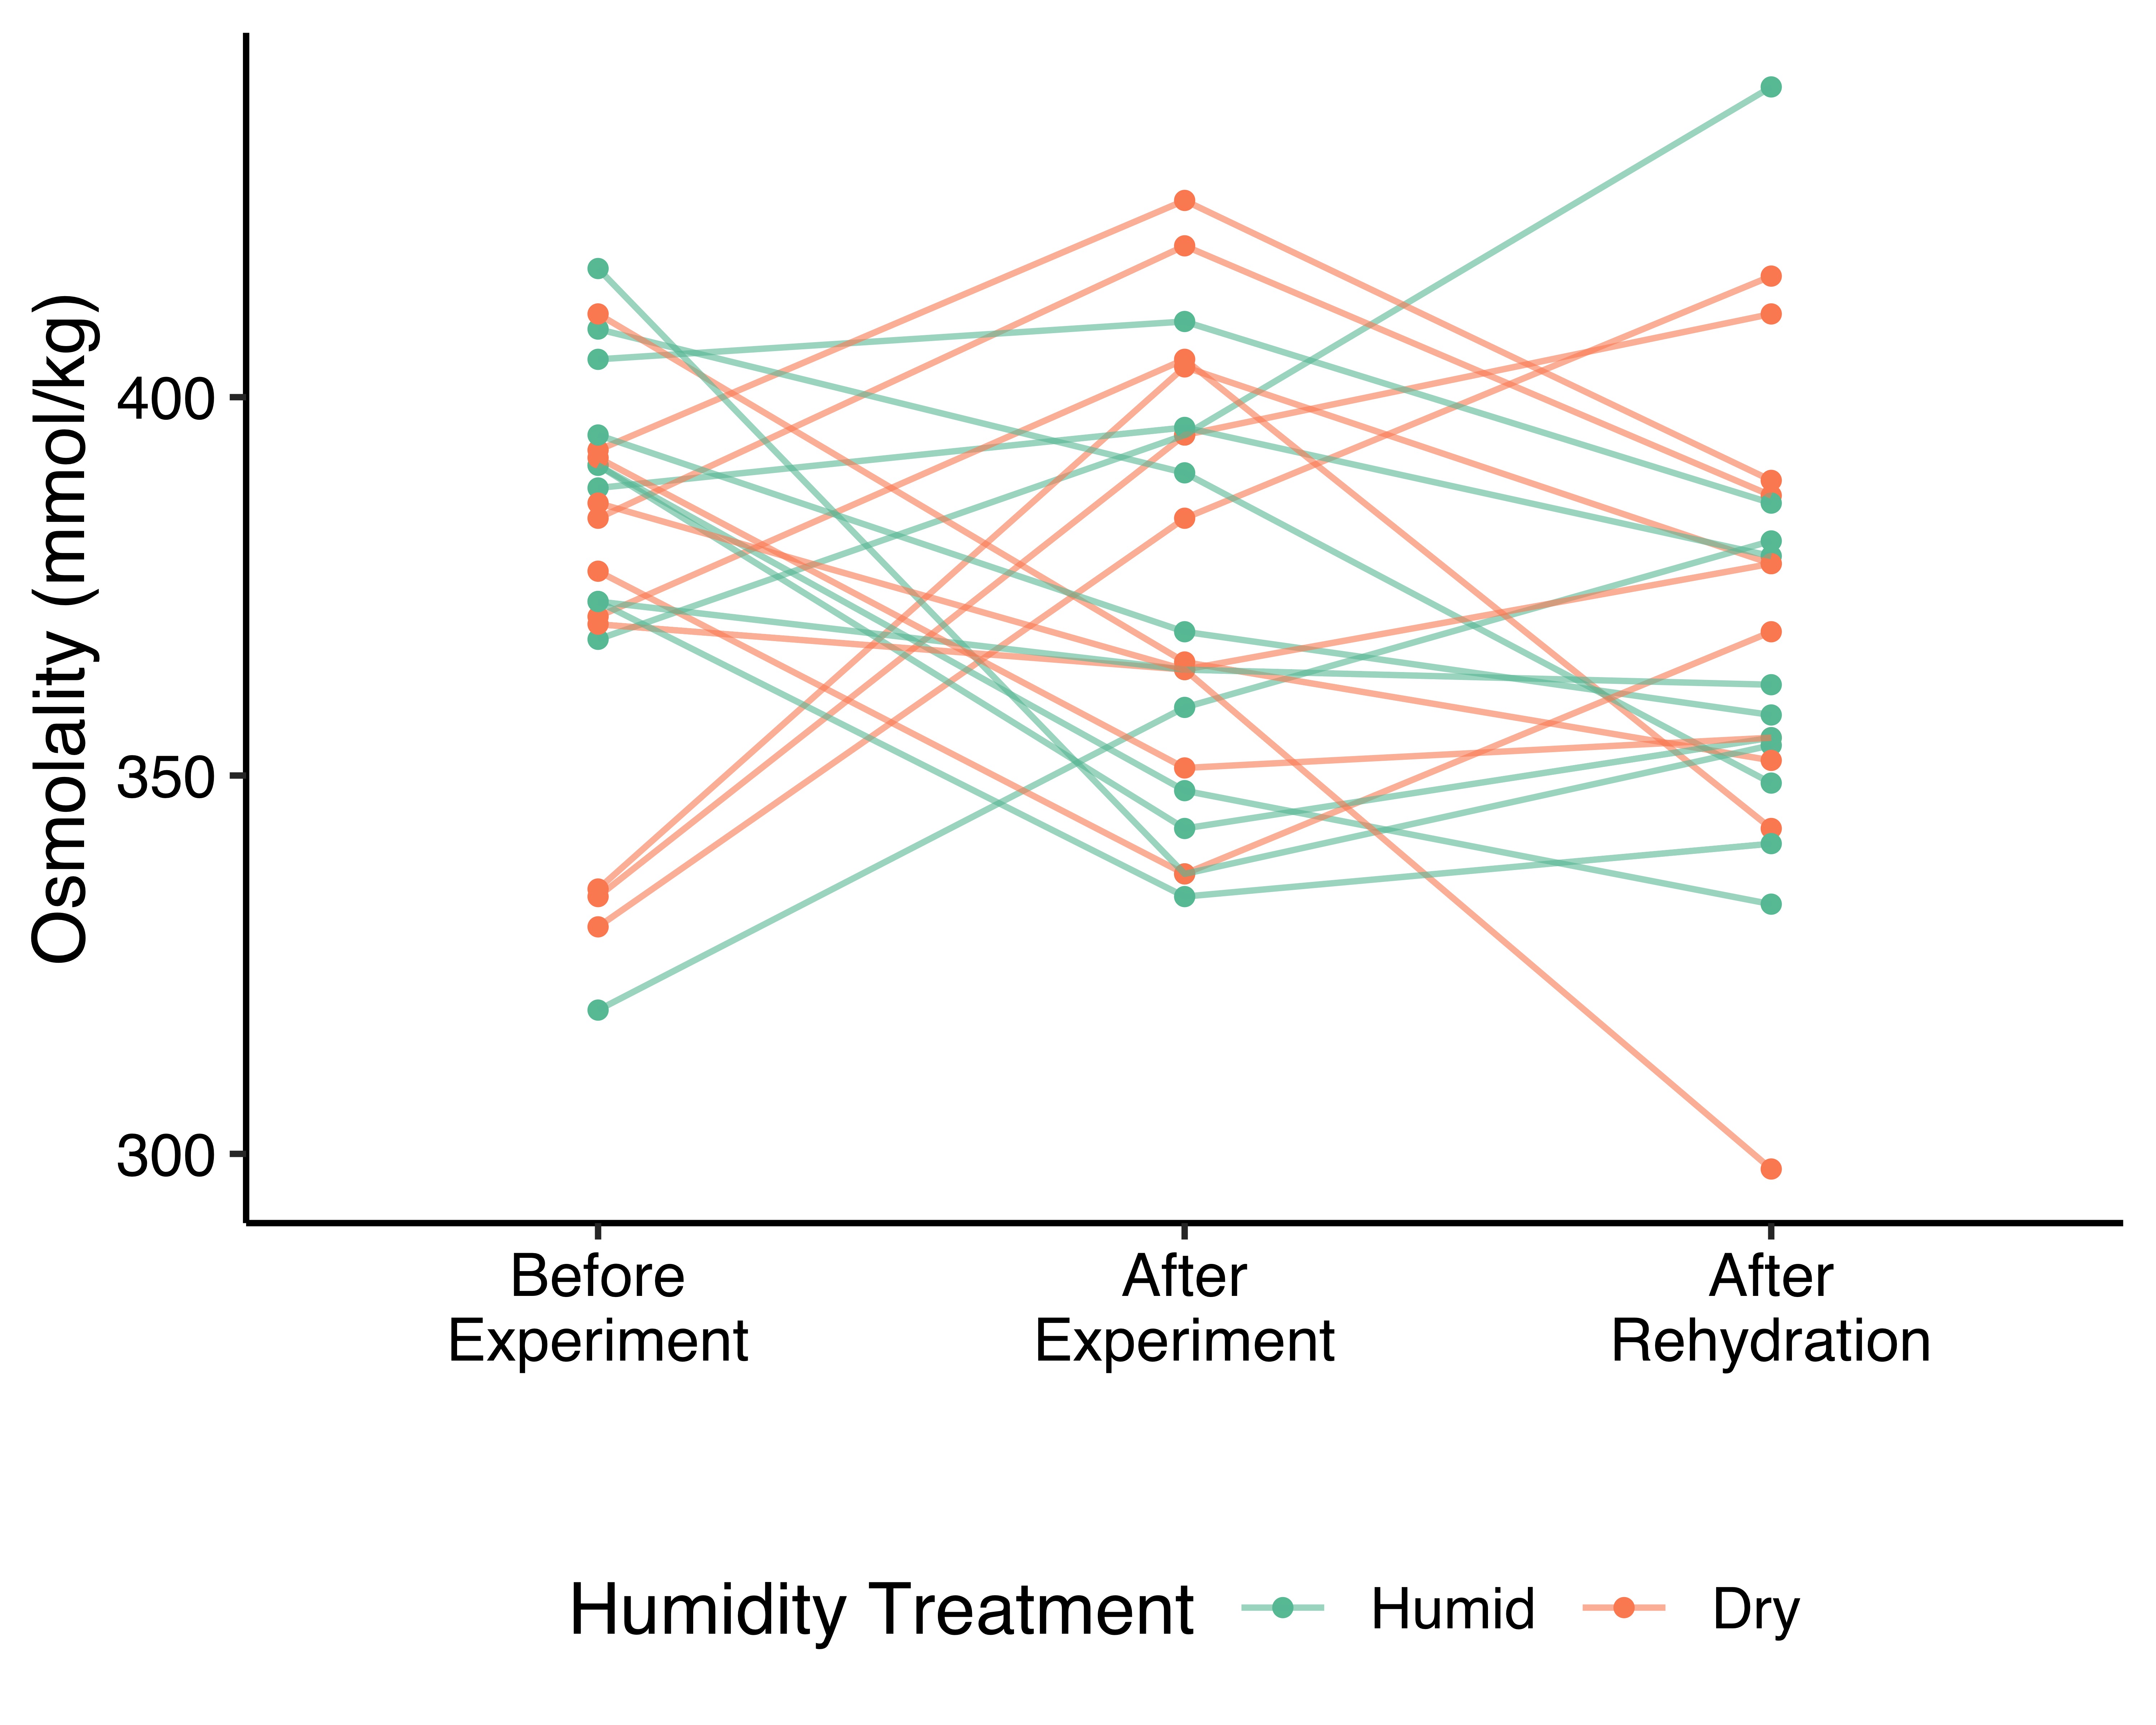 Osmolality (mmol/kg)
400
350
300
Before
Experiment
After
Experiment
After
Rehydration
Humidity Treatment Humid Dry